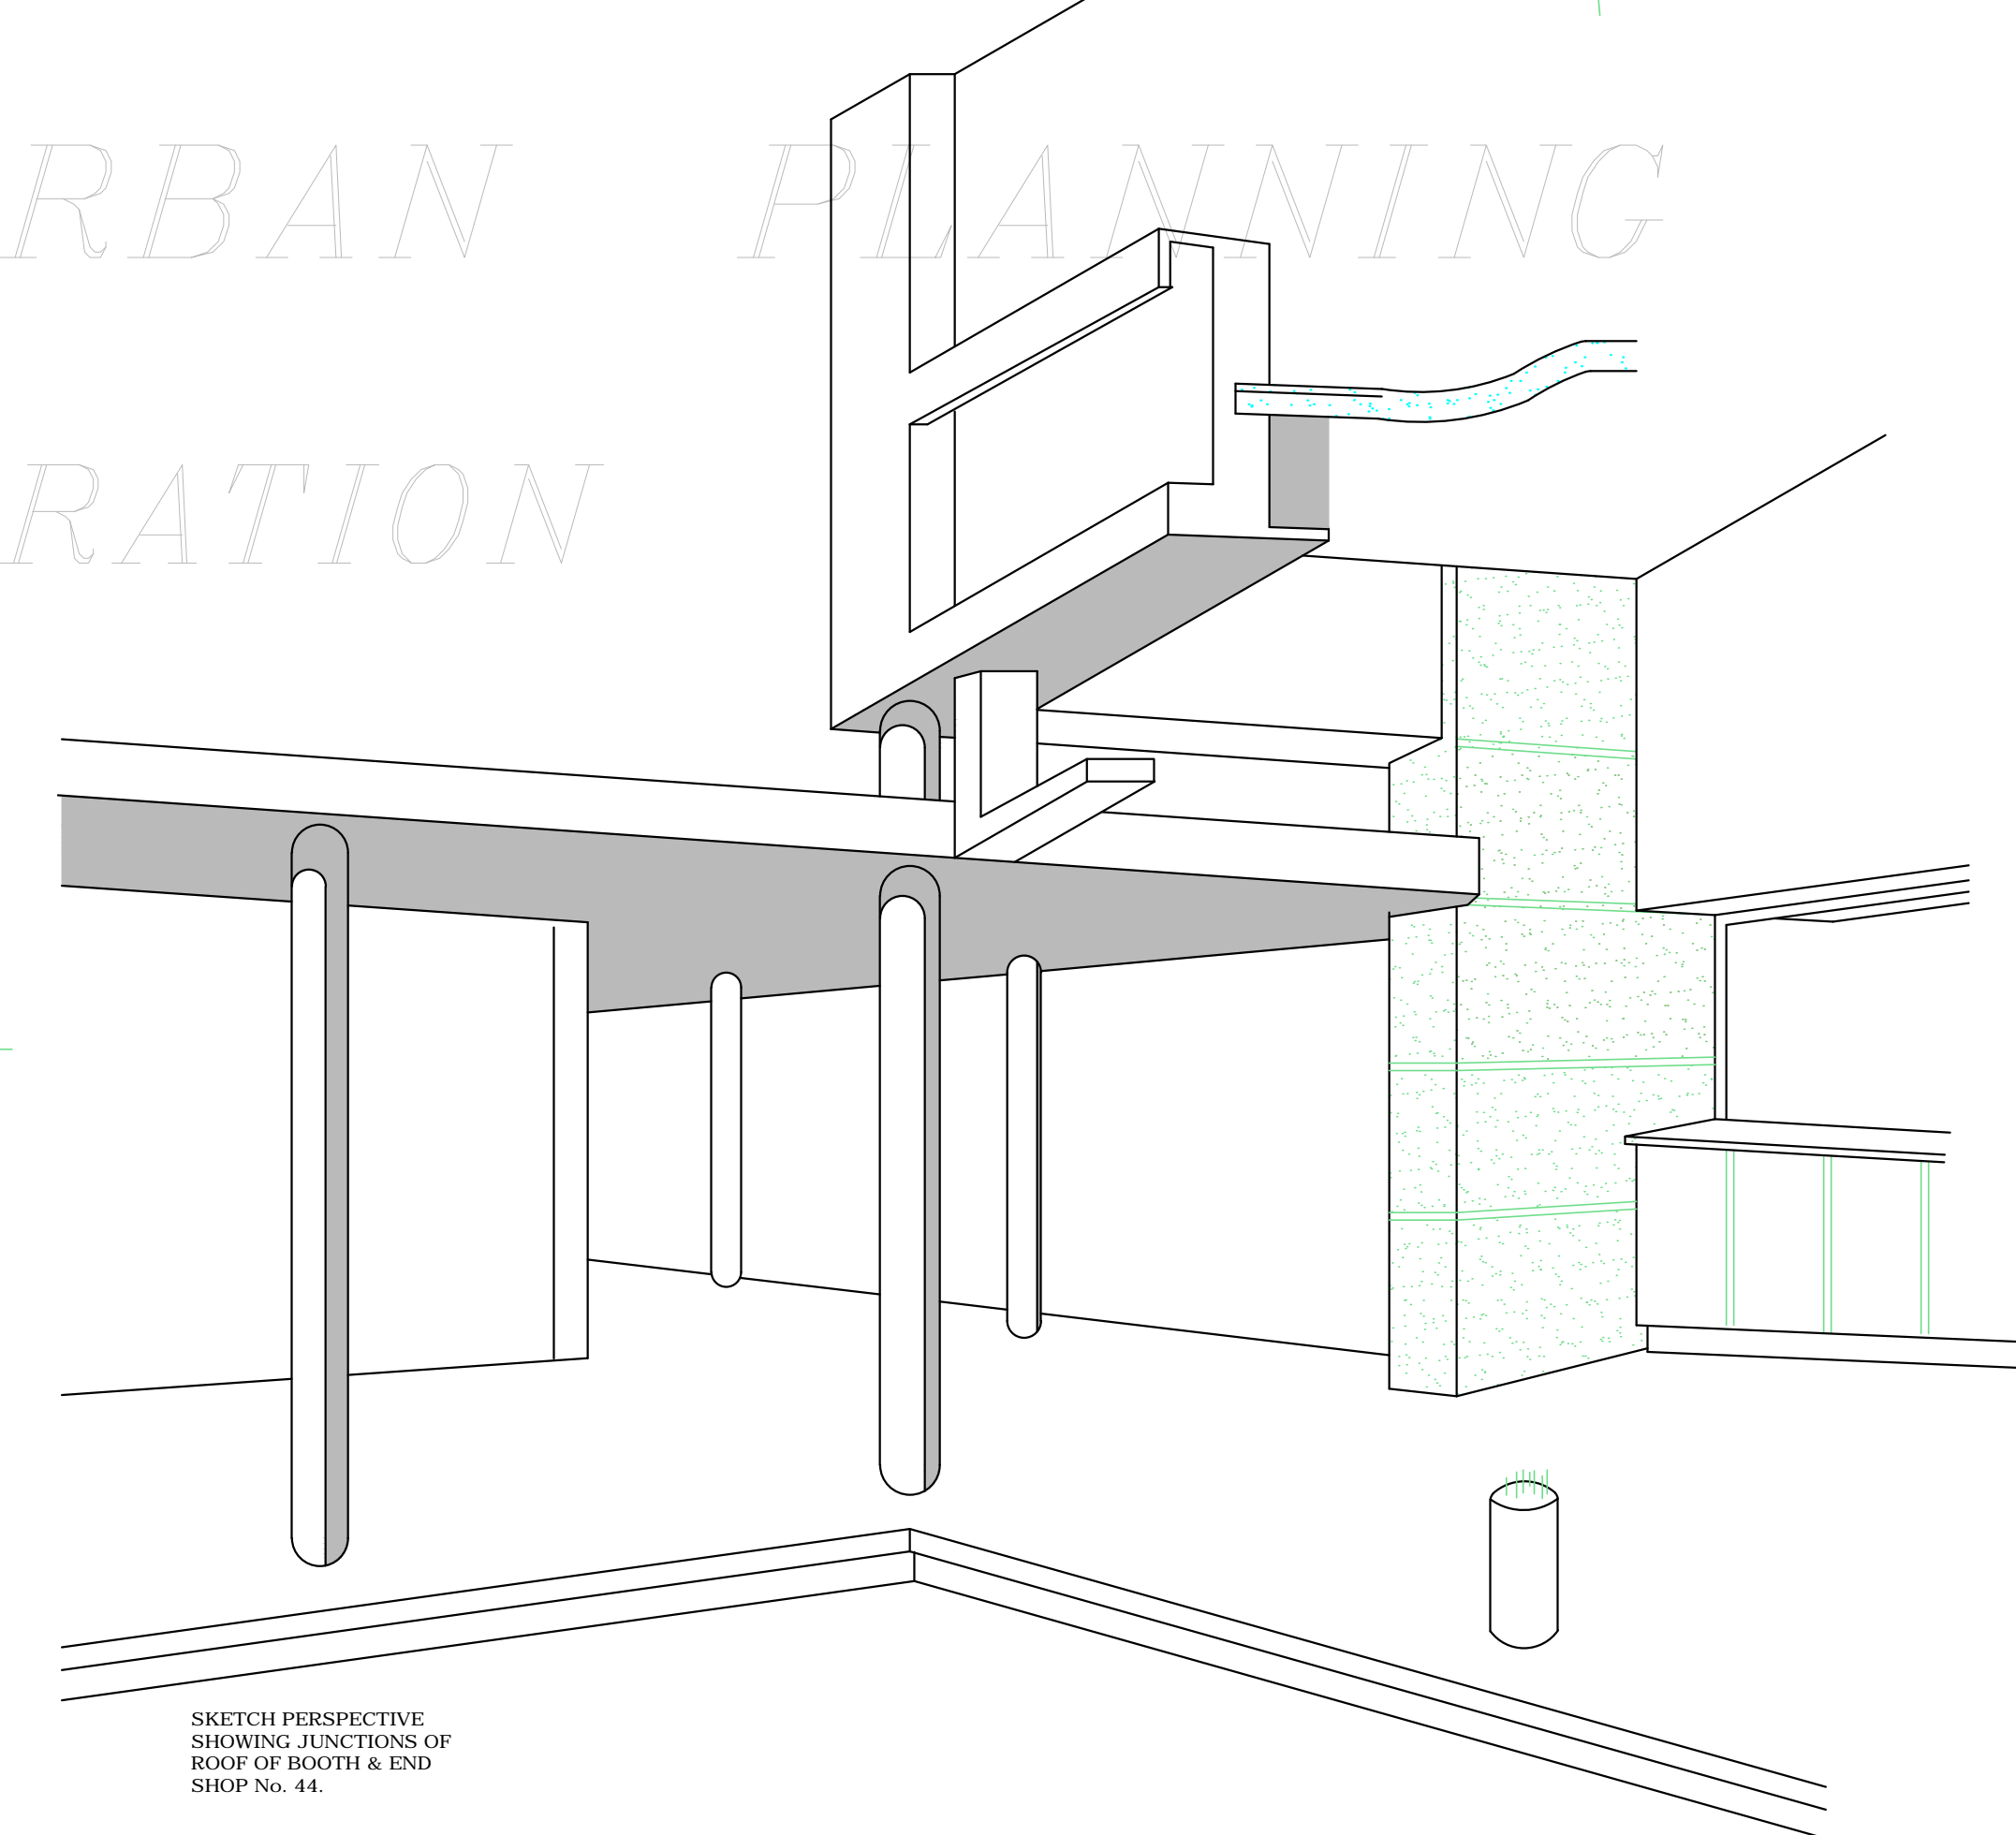 RBAN PLANNING
RATION
SKETCH PERSPECTIVE
SHOWING JUNCTIONS OF
ROOF OF BOOTH & END
SHOP No. 44.